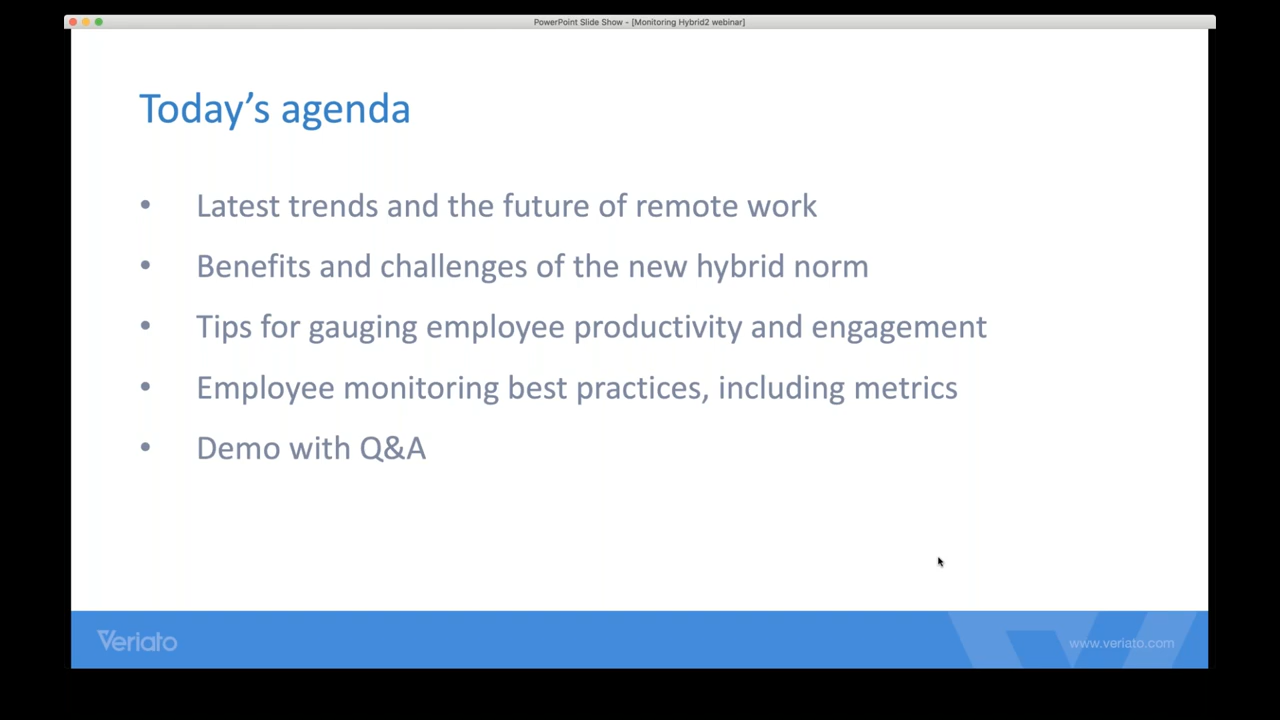 PowerPoint Slide Show - [Monitoring Hybrid2 webinar]
Today’s agenda
• Latest trends and the future of remote work
• Benefits and challenges of the new hybrid norm
• Tips for gauging employee productivity and engagement
• Employee monitoring best practices, including metrics
• Demo with Q&A
Veriato
www.veriato.com